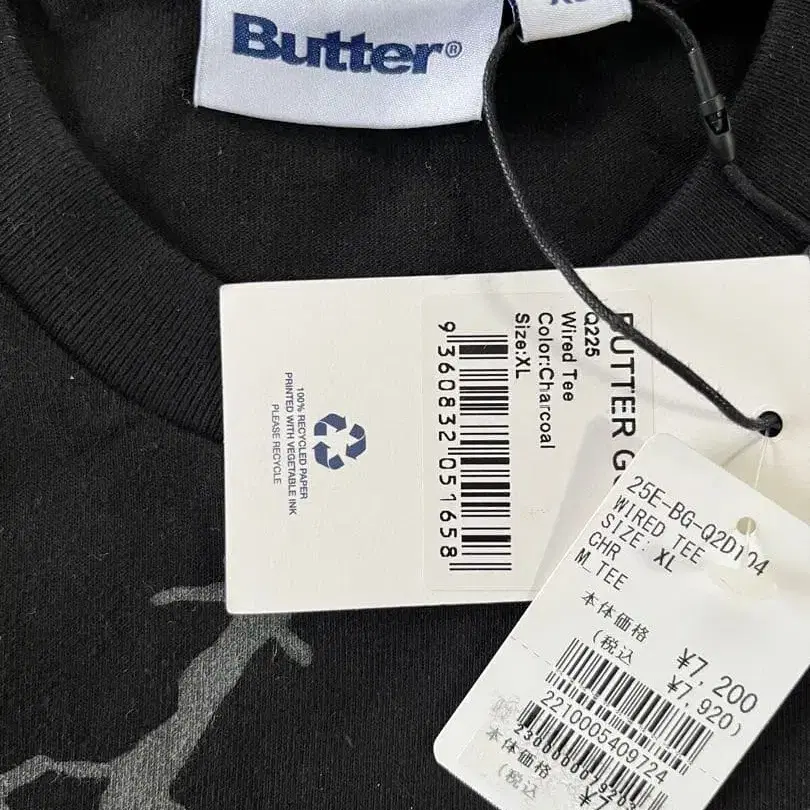 Butter®
XL
BUTTER G
Q225
Wired Tee
Color:Charcoal
Size:XL
9 360832 051658
100% RECYCLED PAPER
PRINTED WITH VEGETABLE INK
PLEASE RECYCLE
25E-BG-Q2D104
WIRED TEE
SIZE: XL
CHR
M_TEE
本体価格
¥7,200
(税込
¥7,920)
2210005409724
本体価格
(税込